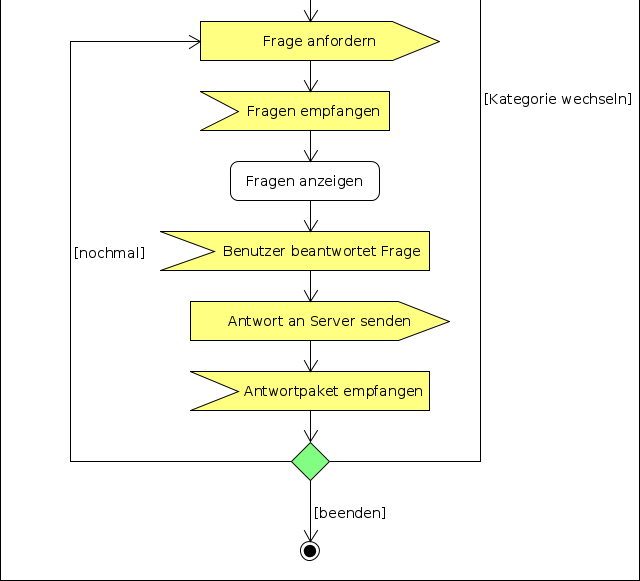 Frage anfordern
[Kategorie wechseln]
Fragen empfangen
Fragen anzeigen
[nochmal]
Benutzer beantwortet Frage
Antwort an Server senden
Antwortpaket empfangen
[beenden]